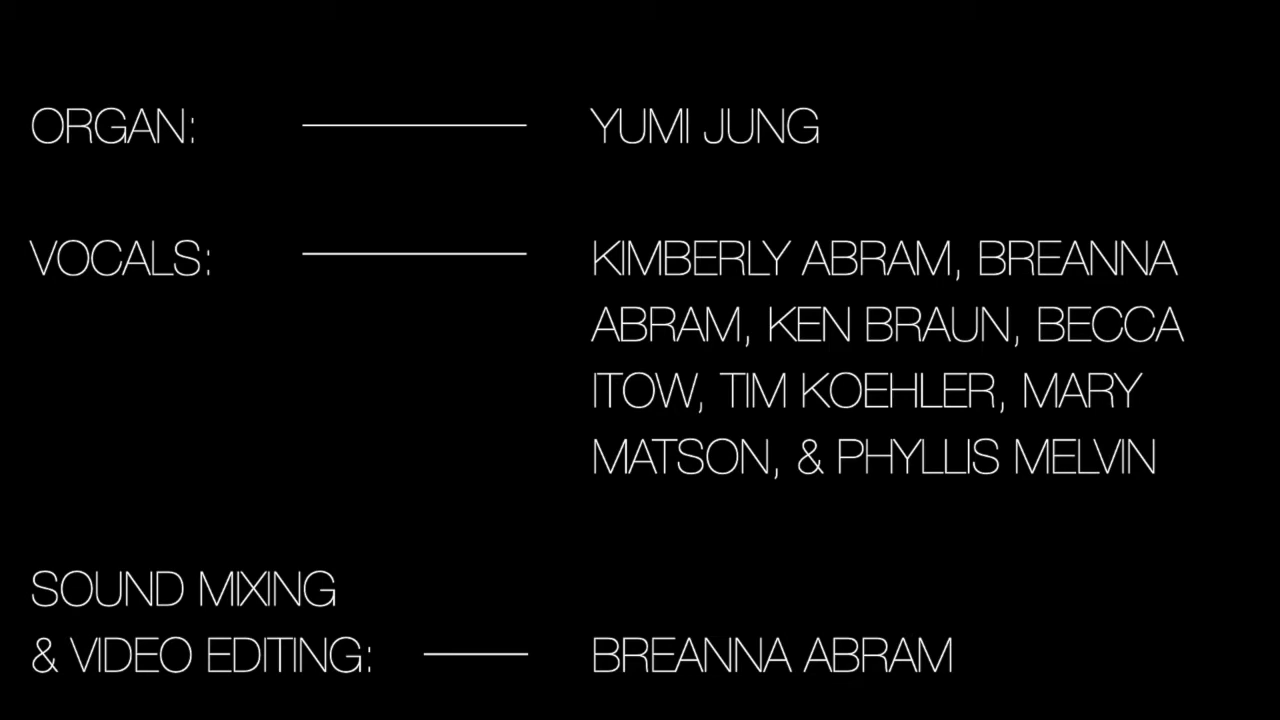 ORGAN: YUMI JUNG
VOCALS: KIMBERLY ABRAM, BREANNA
ABRAM, KEN BRAUN, BECCA
ITOW, TIM KOEHLER, MARY
MATSON, & PHYLLIS MELVIN
SOUND MIXING
& VIDEO EDITING: BREANNA ABRAM